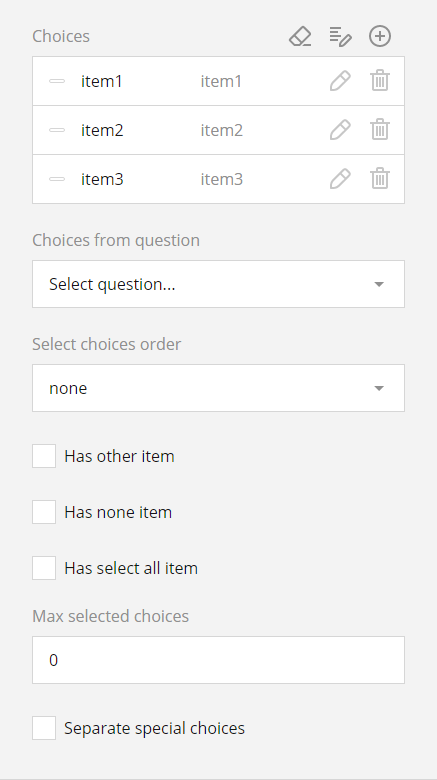 Choices
item1 item1
item2 item2
item3 item3
Choices from question
Select question...
Select choices order
none
Has other item
Has none item
Has select all item
Max selected choices
0
Separate special choices